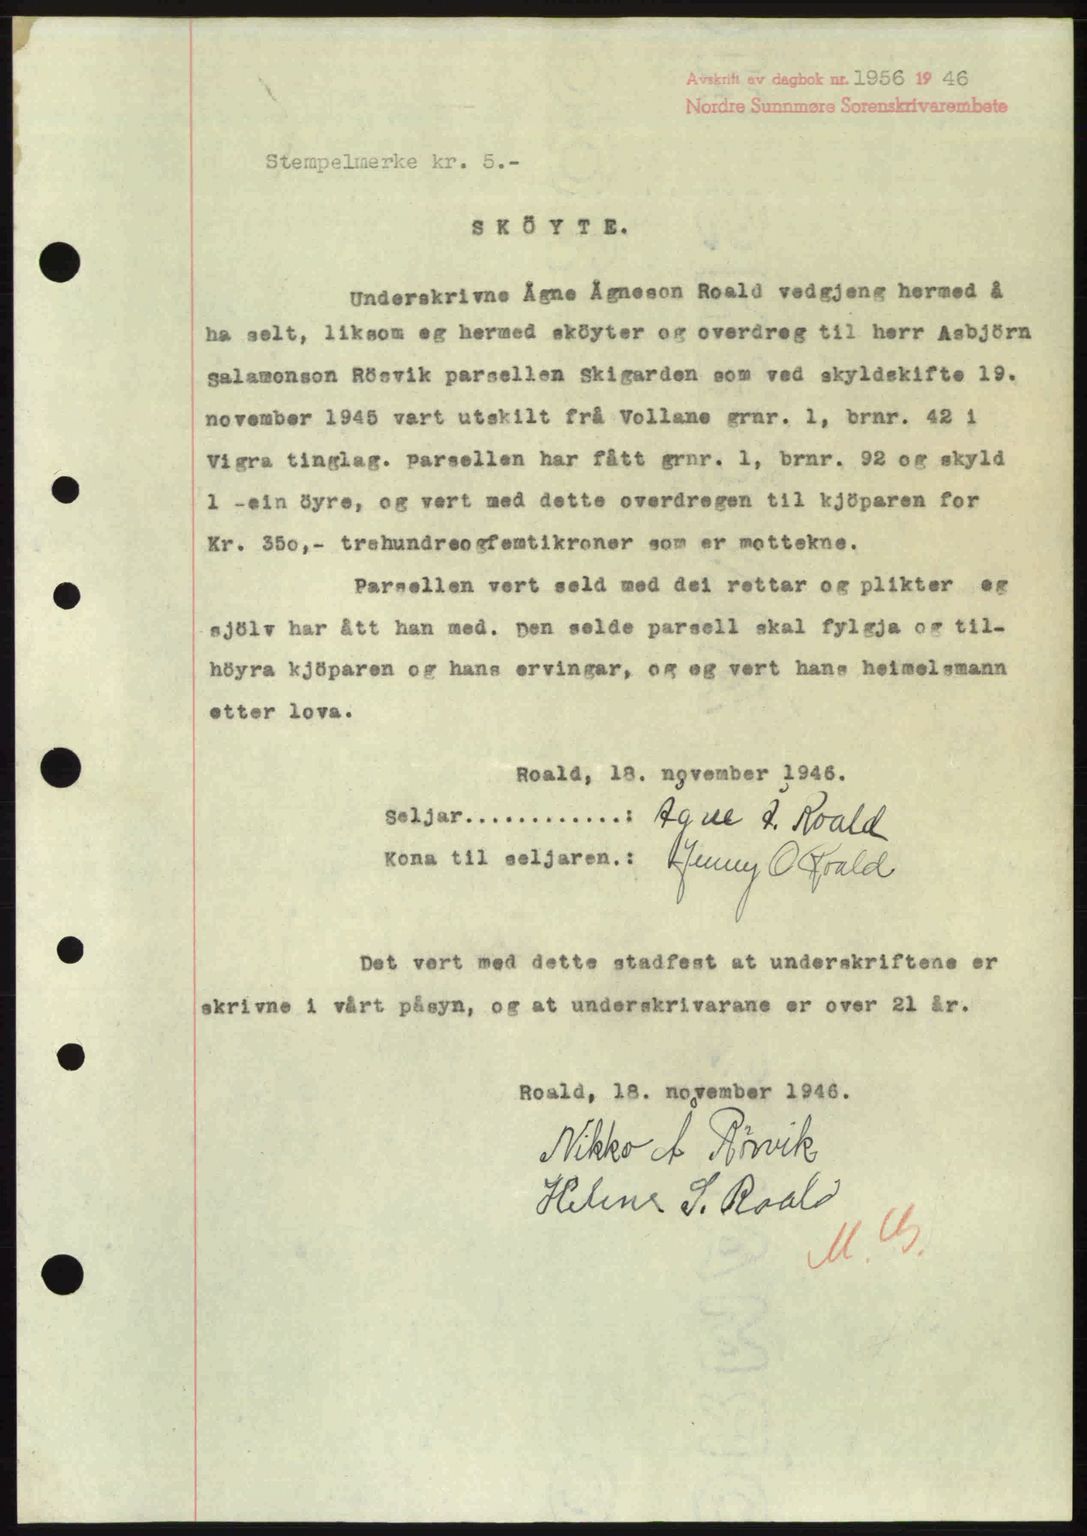 Avskrift av dagbok nr. 1956 19 46
Nordre Sunnmøre Sorenskrivarembete
Stempelmerke kr. 5.-
SKÖYTE.
Underskrivne Ågne Ågneson Roald vedgjeng hermed å
ha selt, liksom eg hermed sköyter og overdreg til herr Asbjörn
Salamonson Rösvik parsellen Skigarden som ved skyldskifte 19.
november 1945 vart utskilt frå Vollane grnr. 1, brnr. 42 i
Vigra tinglag. Parsellen har fått grnr. 1, brnr. 92 og skyld
1 -ein öyre, og vert med dette overdregen til kjöparen for
Kr. 350,- trehundreogfemtikroner som er mottekne.
Parsellen vert seld med dei rettar og plikter eg
sjölv har ått han med. Den selde parsell skal fylgja og til-
höyra kjöparen og hans ervingar, og eg vert hans heimelsmann
etter lova.
Roald, 18. november 1946.
Seljar.............: Ågne Å. Roald
Kona til seljaren.: Jenny O Roald
Det vert med dette stadfest at underskriftene er
skrivne i vårt påsyn, og at underskrivarane er over 21 år.
Roald, 18. november 1946.
Nikko Å Rörvik
Helene S. Roald